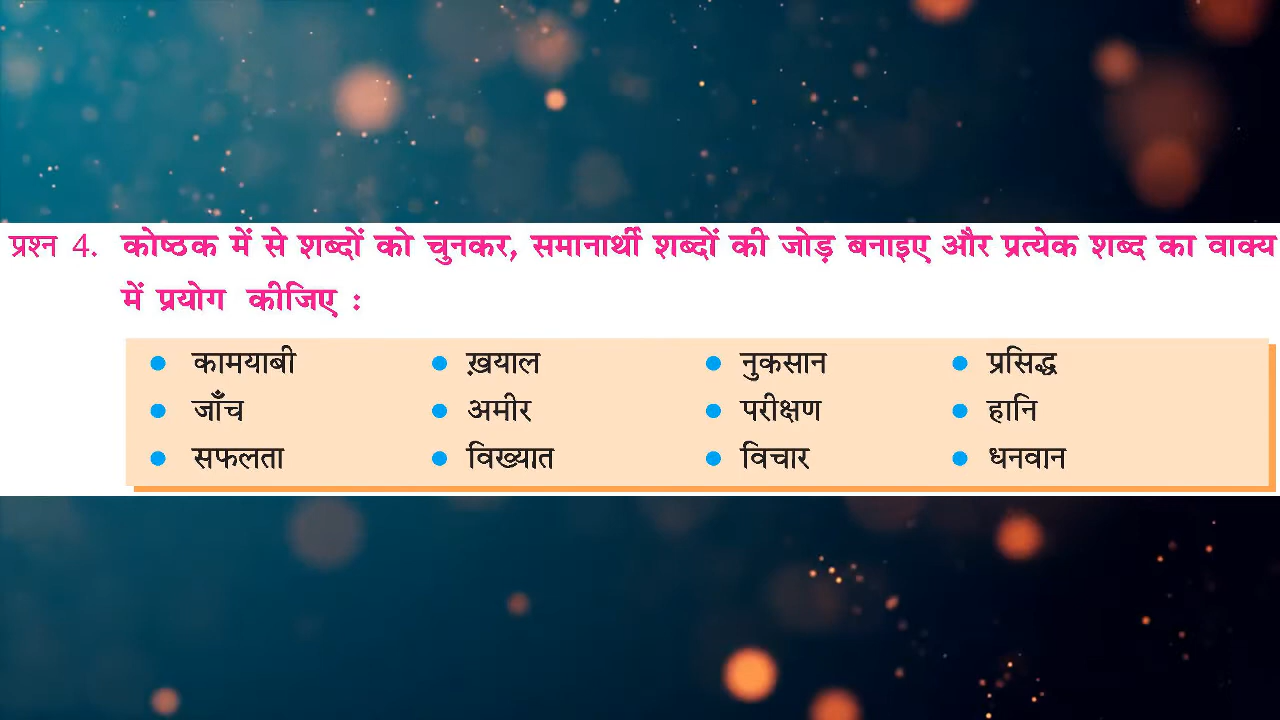 प्रश्न 4. कोष्ठक में से शब्दों को चुनकर, समानार्थी शब्दों की जोड़ बनाइए और प्रत्येक शब्द का वाक्य
में प्रयोग कीजिए :
• कामयाबी • ख़याल • नुकसान • प्रसिद्ध
• जाँच • अमीर • परीक्षण • हानि
• सफलता • विख्यात • विचार • धनवान